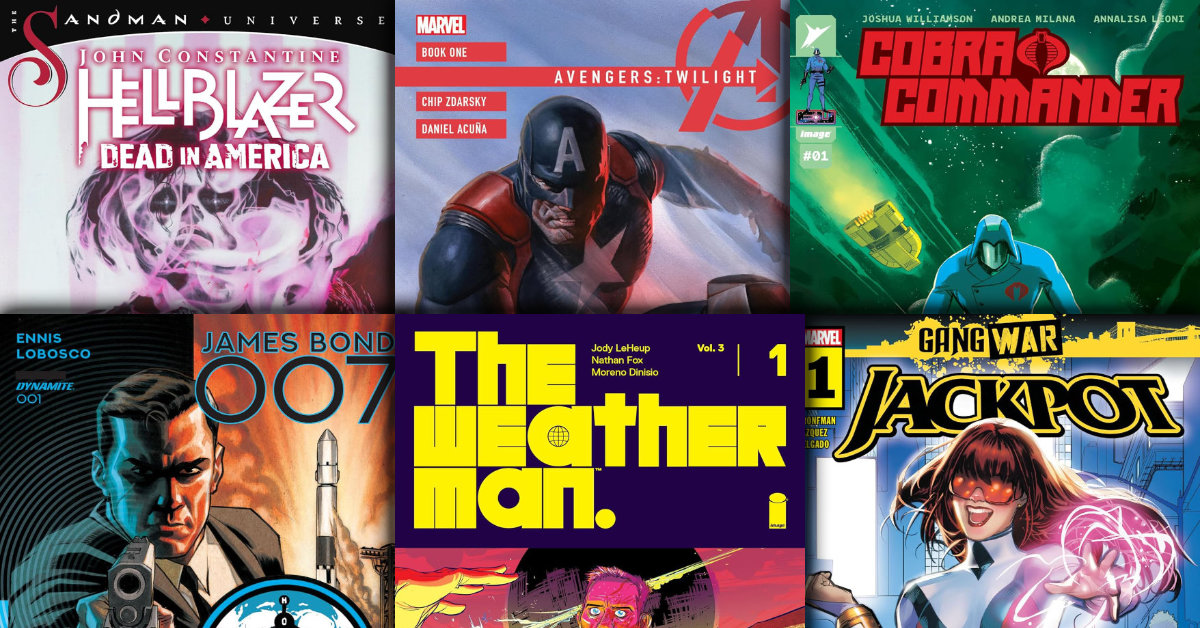 THE SANDMAN UNIVERSE
JOHN CONSTANTINE
HELLBLAZER
DEAD IN AMERICA
MARVEL
BOOK ONE
AVENGERS:TWILIGHT
CHIP ZDARSKY
DANIEL ACUÑA
A
A
JOSHUA WILLIAMSON ANDREA MILANA ANNALISA LEONI
COBRA
COMMANDER
image
#01
ENNIS
LOBOSCO
DYNAMITE
001
JAMES BOND
007
The
weather
man.
™
Jody LeHeup
Nathan Fox
Moreno Dinisio
Vol. 3
1
image
MARVEL
#1
GANG WAR
JACKPOT